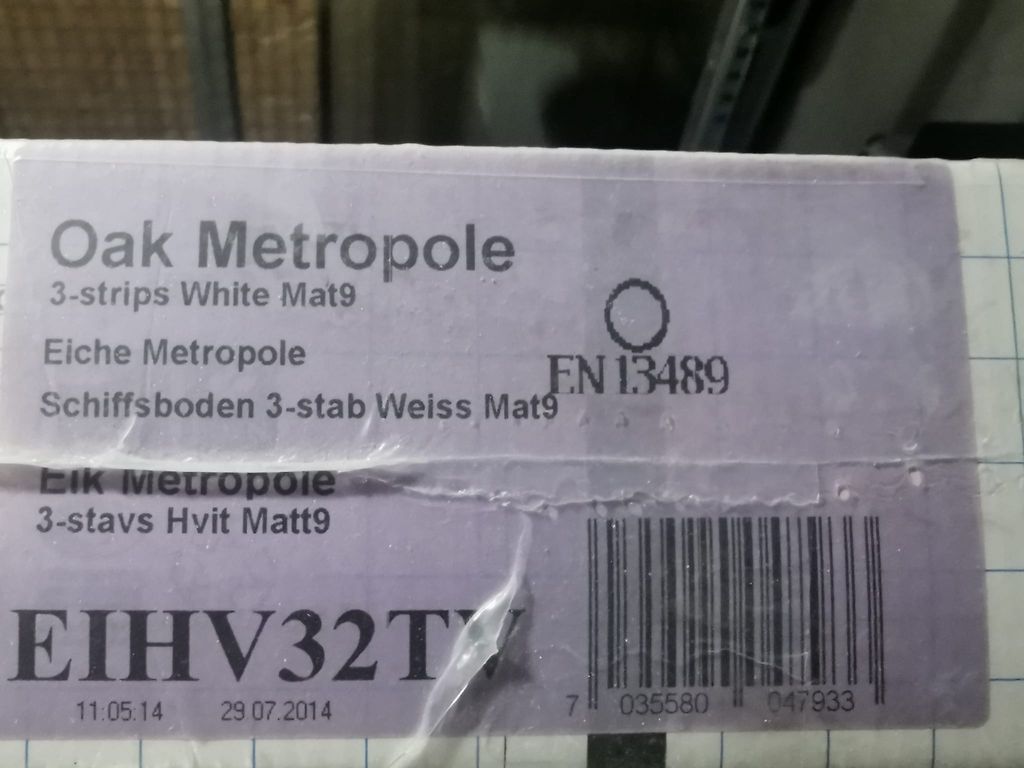 Oak Metropole
3-strips White Mat9
Eiche Metropole
Schiffsboden 3-stab Weiss Mat9
EN 13489
Eik Metropole
3-stavs Hvit Matt9
EIHV32TV
11:05:14 29.07.2014
7 035580 047933